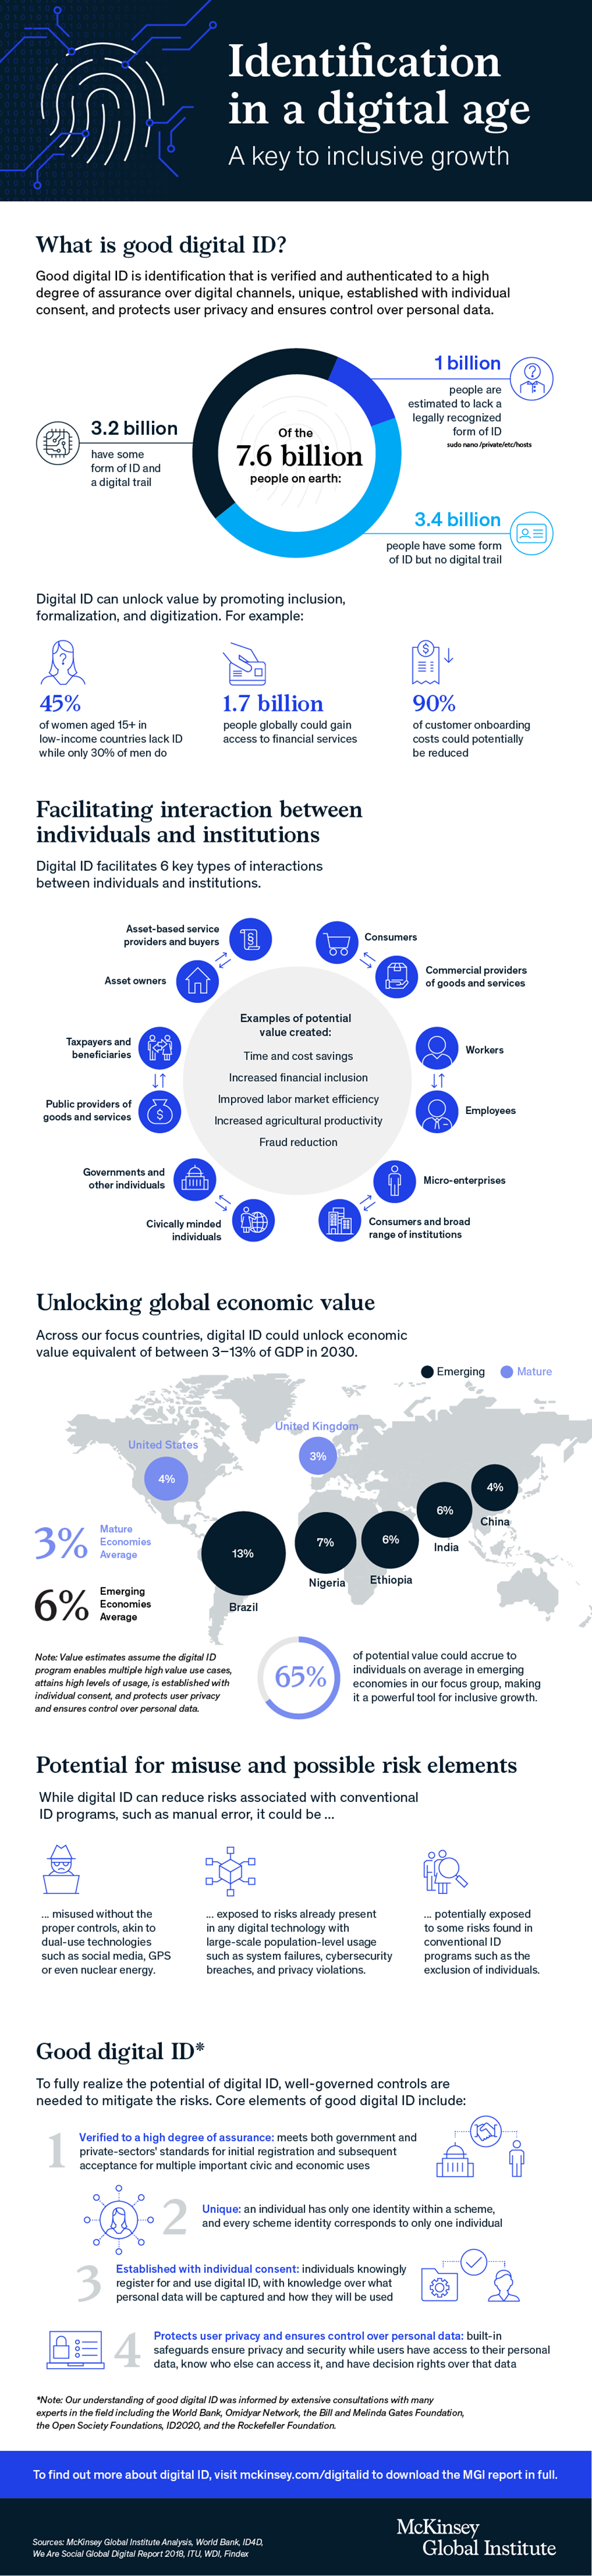 Identification
in a digital age
A key to inclusive growth
What is good digital ID?
Good digital ID is identification that is verified and authenticated to a high
degree of assurance over digital channels, unique, established with individual
consent, and protects user privacy and ensures control over personal data.
1 billion
people are
estimated to lack a
legally recognized
form of ID
sudo nano /private/etc/hosts
3.2 billion
have some
form of ID and
a digital trail
Of the
7.6 billion
people on earth:
3.4 billion
people have some form
of ID but no digital trail
Digital ID can unlock value by promoting inclusion,
formalization, and digitization. For example:
45%
of women aged 15+ in
low-income countries lack ID
while only 30% of men do
1.7 billion
people globally could gain
access to financial services
90%
of customer onboarding
costs could potentially
be reduced
Facilitating interaction between
individuals and institutions
Digital ID facilitates 6 key types of interactions
between individuals and institutions.
Asset-based service
providers and buyers
Consumers
Asset owners
Commercial providers
of goods and services
Examples of potential
value created:
Time and cost savings
Increased financial inclusion
Improved labor market efficiency
Increased agricultural productivity
Fraud reduction
Taxpayers and
beneficiaries
Workers
Public providers of
goods and services
Employees
Governments and
other individuals
Micro-enterprises
Civically minded
individuals
Consumers and broad
range of institutions
Unlocking global economic value
Across our focus countries, digital ID could unlock economic
value equivalent of between 3–13% of GDP in 2030.
Emerging
Mature
United States
4%
United Kingdom
3%
4%
China
6%
India
6%
Ethiopia
7%
Nigeria
13%
Brazil
3%
Mature
Economies
Average
6%
Emerging
Economies
Average
Note: Value estimates assume the digital ID
program enables multiple high value use cases,
attains high levels of usage, is established with
individual consent, and protects user privacy
and ensures control over personal data.
65%
of potential value could accrue to
individuals on average in emerging
economies in our focus group, making
it a powerful tool for inclusive growth.
Potential for misuse and possible risk elements
While digital ID can reduce risks associated with conventional
ID programs, such as manual error, it could be ...
... misused without the
proper controls, akin to
dual-use technologies
such as social media, GPS
or even nuclear energy.
... exposed to risks already present
in any digital technology with
large-scale population-level usage
such as system failures, cybersecurity
breaches, and privacy violations.
... potentially exposed
to some risks found in
conventional ID
programs such as the
exclusion of individuals.
Good digital ID*
To fully realize the potential of digital ID, well-governed controls are
needed to mitigate the risks. Core elements of good digital ID include:
1
Verified to a high degree of assurance: meets both government and
private-sectors' standards for initial registration and subsequent
acceptance for multiple important civic and economic uses
2
Unique: an individual has only one identity within a scheme,
and every scheme identity corresponds to only one individual
3
Established with individual consent: individuals knowingly
register for and use digital ID, with knowledge over what
personal data will be captured and how they will be used
4
Protects user privacy and ensures control over personal data: built-in
safeguards ensure privacy and security while users have access to their personal
data, know who else can access it, and have decision rights over that data
*Note: Our understanding of good digital ID was informed by extensive consultations with many
experts in the field including the World Bank, Omidyar Network, the Bill and Melinda Gates Foundation,
the Open Society Foundations, ID2020, and the Rockefeller Foundation.
To find out more about digital ID, visit mckinsey.com/digitalid to download the MGI report in full.
Sources: McKinsey Global Institute Analysis, World Bank, ID4D,
We Are Social Global Digital Report 2018, ITU, WDI, Findex
McKinsey
Global Institute